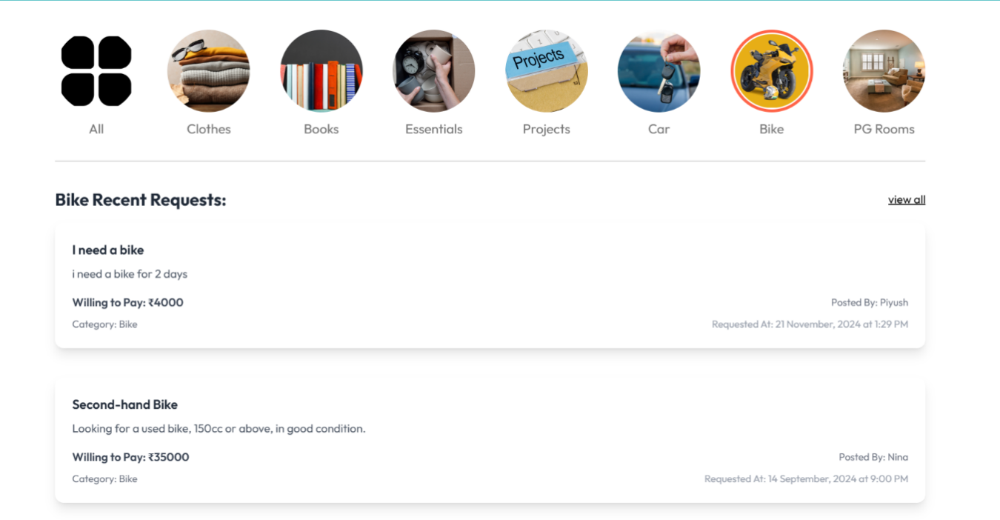 All
Clothes
Books
Essentials
Projects
Projects
Car
Bike
PG Rooms
Bike Recent Requests:
view all
I need a bike
i need a bike for 2 days
Willing to Pay: ₹4000
Posted By: Piyush
Category: Bike
Requested At: 21 November, 2024 at 1:29 PM
Second-hand Bike
Looking for a used bike, 150cc or above, in good condition.
Willing to Pay: ₹35000
Posted By: Nina
Category: Bike
Requested At: 14 September, 2024 at 9:00 PM